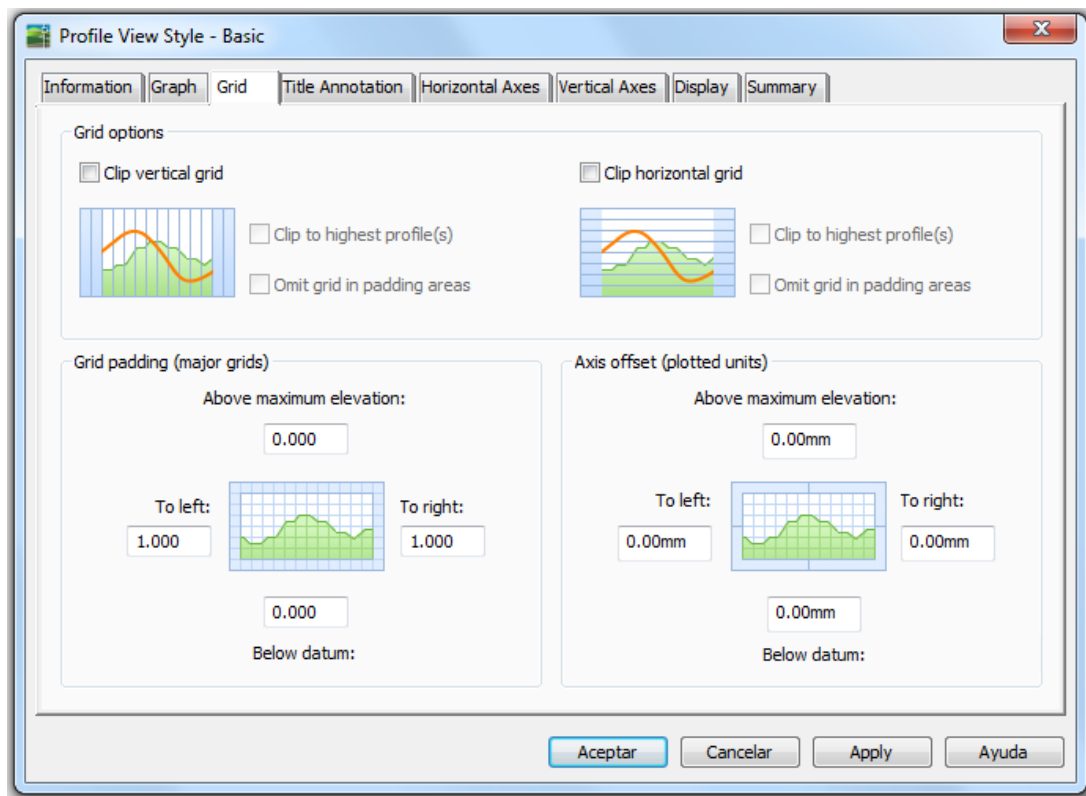 Profile View Style - Basic
Information Graph Grid Title Annotation Horizontal Axes Vertical Axes Display Summary
Grid options
Clip vertical grid
Clip to highest profile(s)
Omit grid in padding areas
Clip horizontal grid
Clip to highest profile(s)
Omit grid in padding areas
Grid padding (major grids)
Above maximum elevation:
0.000
To left:
1.000
To right:
1.000
0.000
Below datum:
Axis offset (plotted units)
Above maximum elevation:
0.00mm
To left:
0.00mm
To right:
0.00mm
0.00mm
Below datum:
Aceptar Cancelar Apply Ayuda